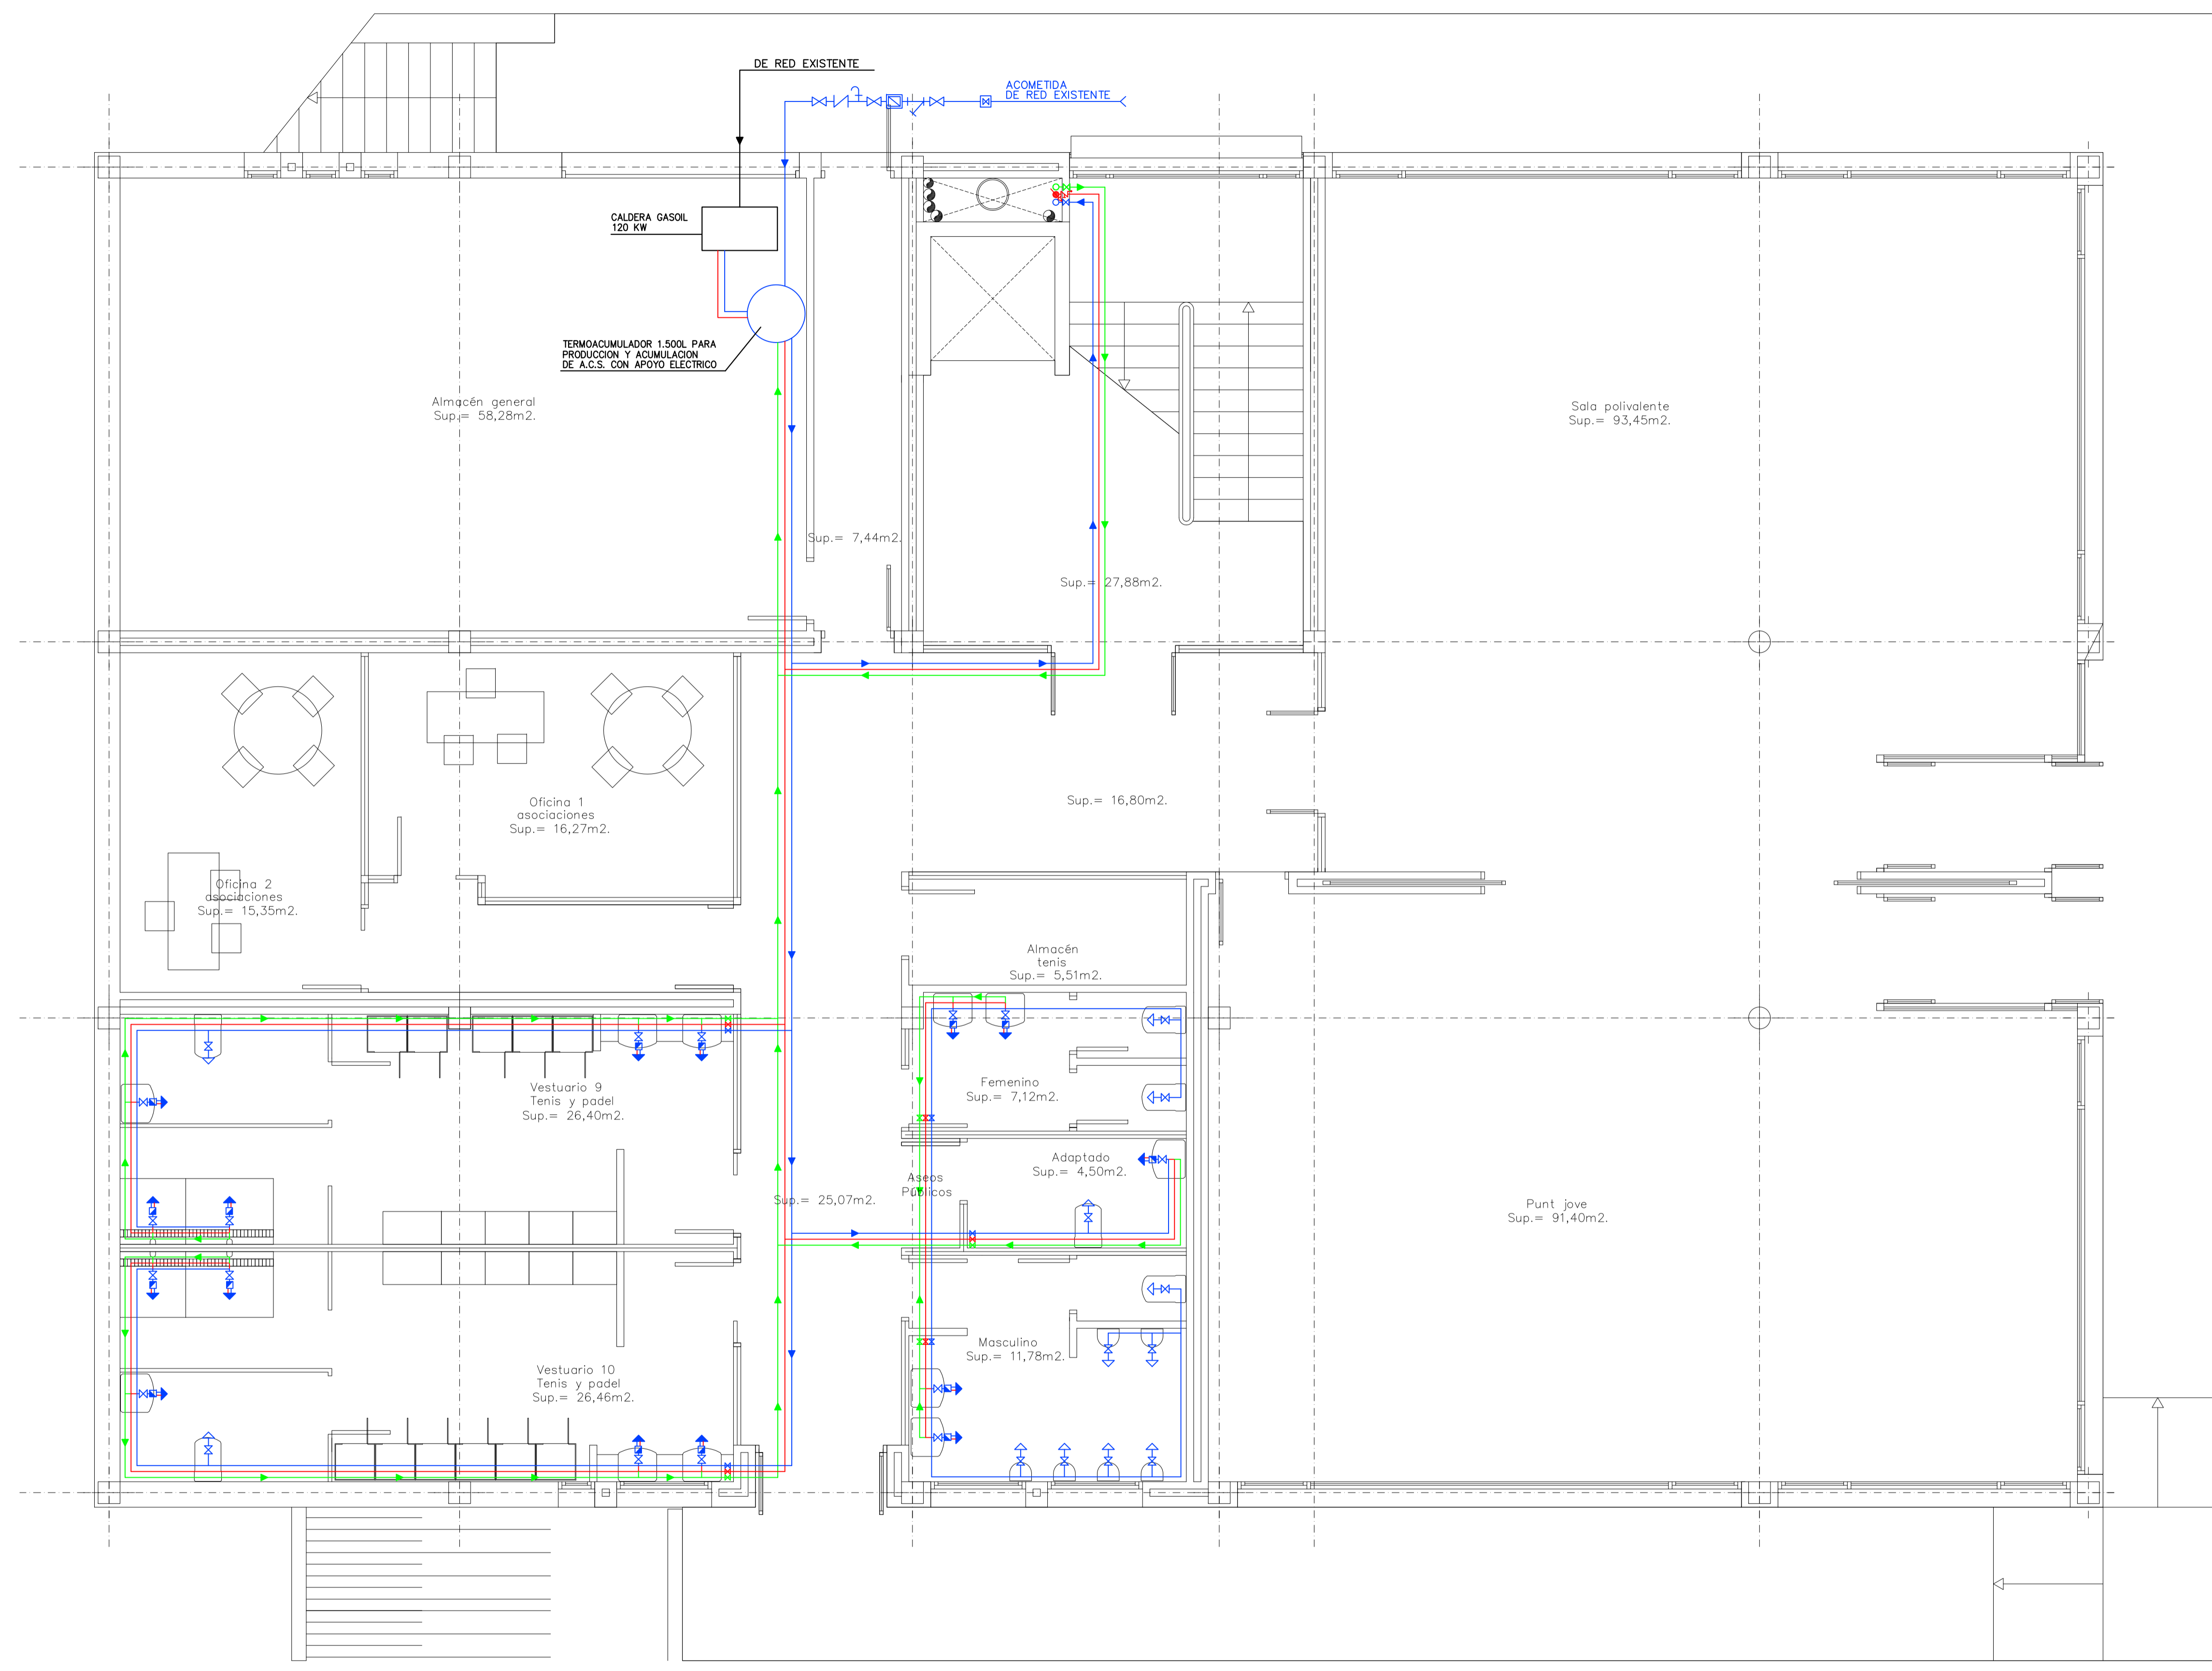 DE RED EXISTENTE
ACOMETIDA
DE RED EXISTENTE
CALDERA GASOIL
120 KW
TERMOACUMULADOR 1.500L PARA
PRODUCCION Y ACUMULACION
DE A.C.S. CON APOYO ELECTRICO
Almacén general
Sup.= 58,28m2.
Sala polivalente
Sup.= 93,45m2.
Sup.= 7,44m2.
Sup.= 27,88m2.
Oficina 1
asociaciones
Sup.= 16,27m2.
Sup.= 16,80m2.
Oficina 2
asociaciones
Sup.= 15,35m2.
Almacén
tenis
Sup.= 5,51m2.
Vestuario 9
Tenis y padel
Sup.= 26,40m2.
Femenino
Sup.= 7,12m2.
Adaptado
Sup.= 4,50m2.
Aseos
Públicos
Sup.= 25,07m2.
Punt jove
Sup.= 91,40m2.
Masculino
Sup.= 11,78m2.
Vestuario 10
Tenis y padel
Sup.= 26,46m2.